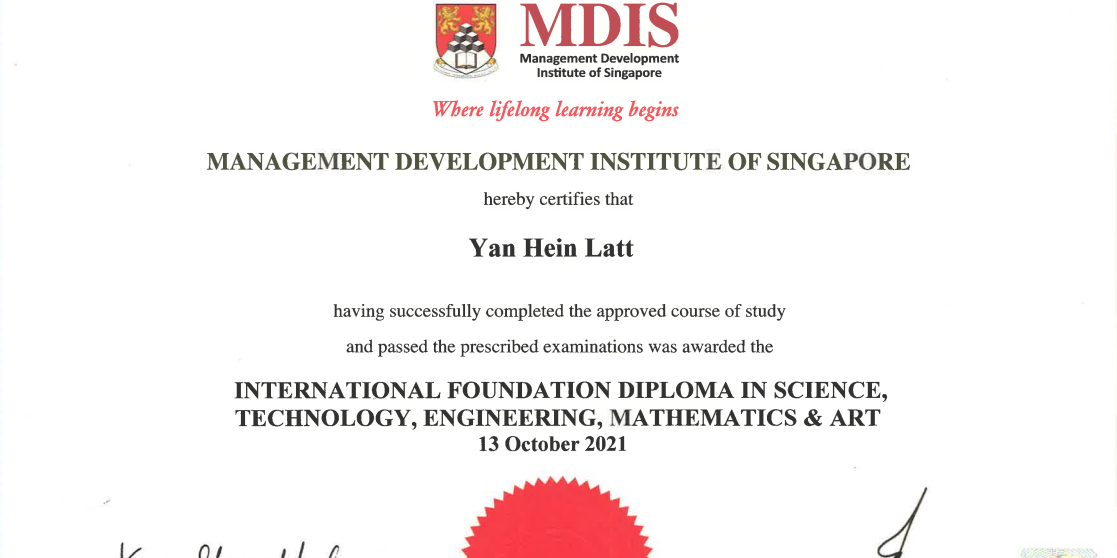 MDIS
Management Development
Institute of Singapore
Where lifelong learning begins
MANAGEMENT DEVELOPMENT INSTITUTE OF SINGAPORE
hereby certifies that
Yan Hein Latt
having successfully completed the approved course of study
and passed the prescribed examinations was awarded the
INTERNATIONAL FOUNDATION DIPLOMA IN SCIENCE,
TECHNOLOGY, ENGINEERING, MATHEMATICS & ART
13 October 2021